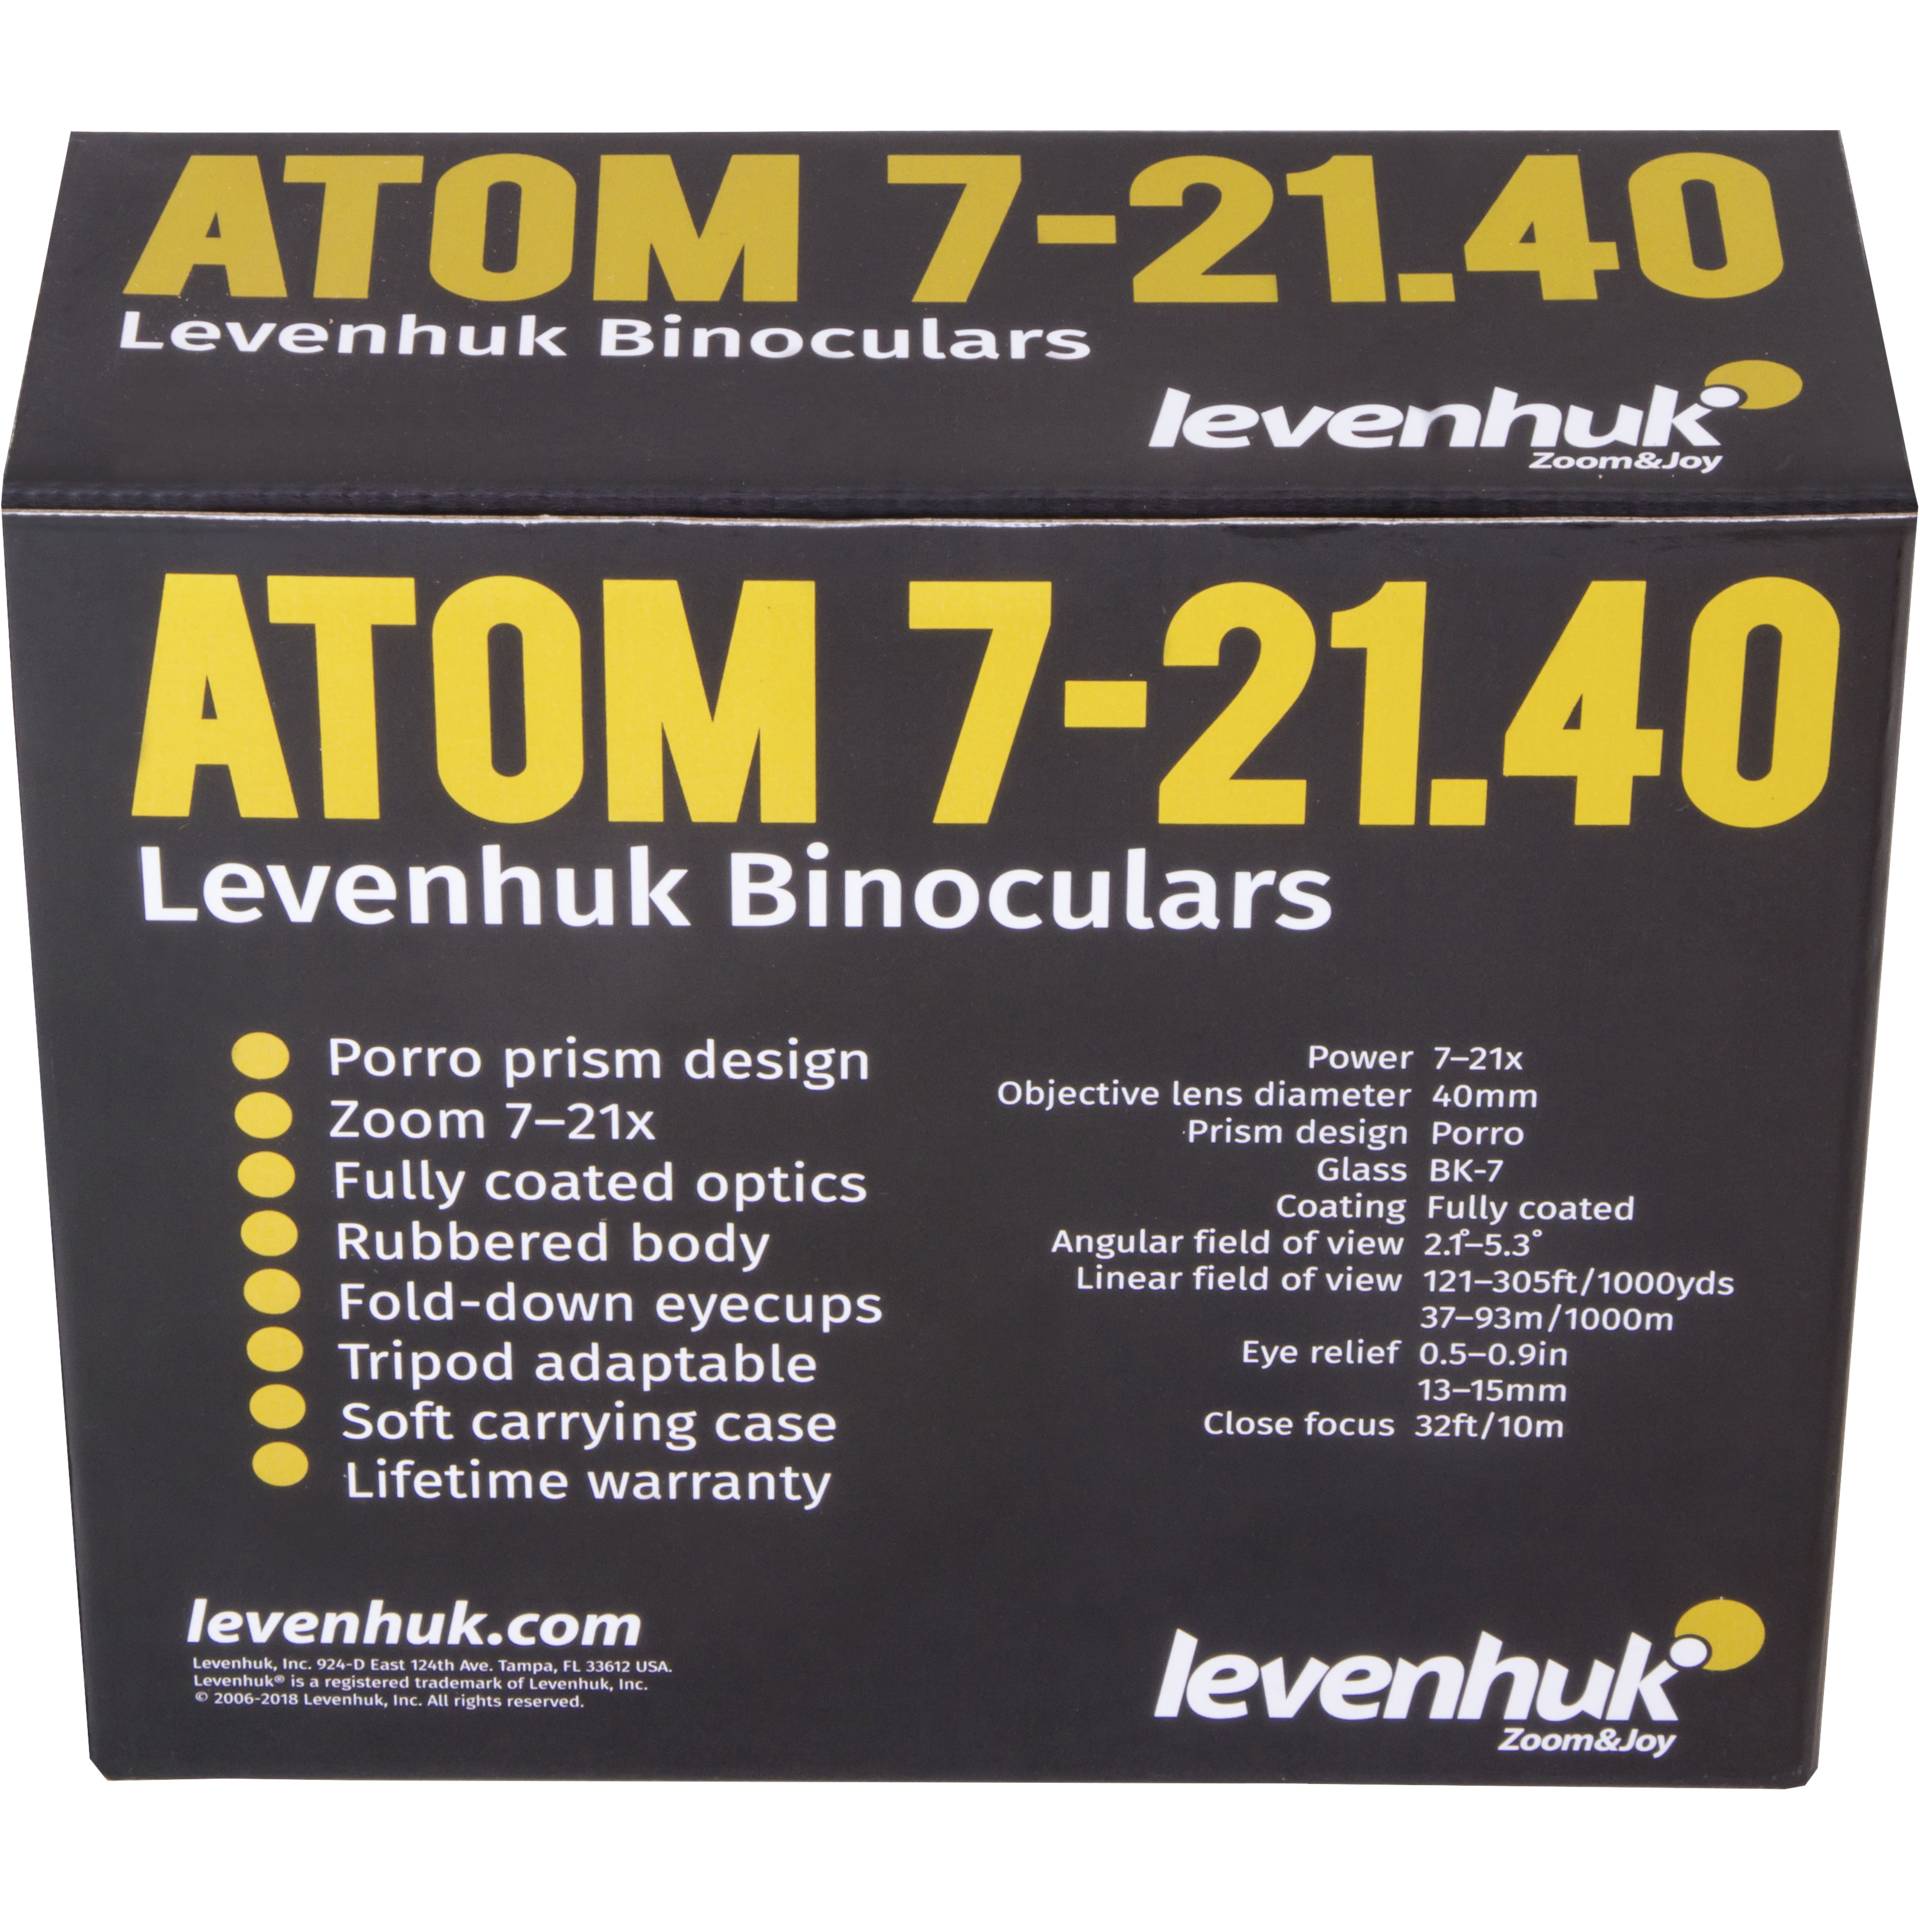 ATOM 7-21.40
Levenhuk Binoculars
levenhuk
Zoom&Joy
ATOM 7-21.40
Levenhuk Binoculars
Porro prism design
Zoom 7–21x
Fully coated optics
Rubbered body
Fold-down eyecups
Tripod adaptable
Soft carrying case
Lifetime warranty
Power 7–21x
Objective lens diameter 40mm
Prism design Porro
Glass BK-7
Coating Fully coated
Angular field of view 2.1°–5.3°
Linear field of view 121–305ft/1000yds
37–93m/1000m
Eye relief 0.5–0.9in
13–15mm
Close focus 32ft/10m
levenhuk.com
Levenhuk, Inc. 924-D East 124th Ave. Tampa, FL 33612 USA.
Levenhuk® is a registered trademark of Levenhuk, Inc.
© 2006-2018 Levenhuk, Inc. All rights reserved.
levenhuk
Zoom&Joy